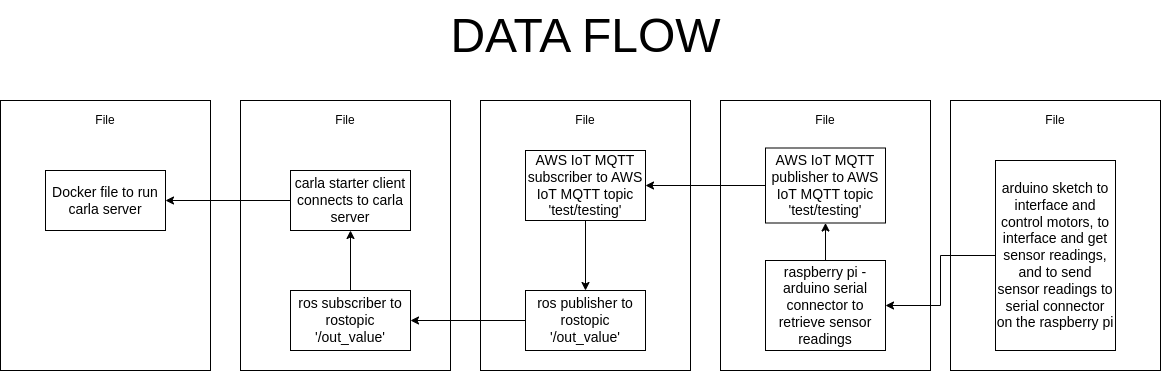 DATA FLOW
File
Docker file to run
carla server
File
carla starter client
connects to carla
server
ros subscriber to
rostopic
'/out_value'
File
AWS IoT MQTT
subscriber to AWS
IoT MQTT topic
'test/testing'
ros publisher to
rostopic
'/out_value'
File
AWS IoT MQTT
publisher to AWS
IoT MQTT topic
'test/testing'
raspberry pi -
arduino serial
connector to
retrieve sensor
readings
File
arduino sketch to
interface and
control motors, to
interface and get
sensor readings,
and to send
sensor readings to
serial connector
on the raspberry pi